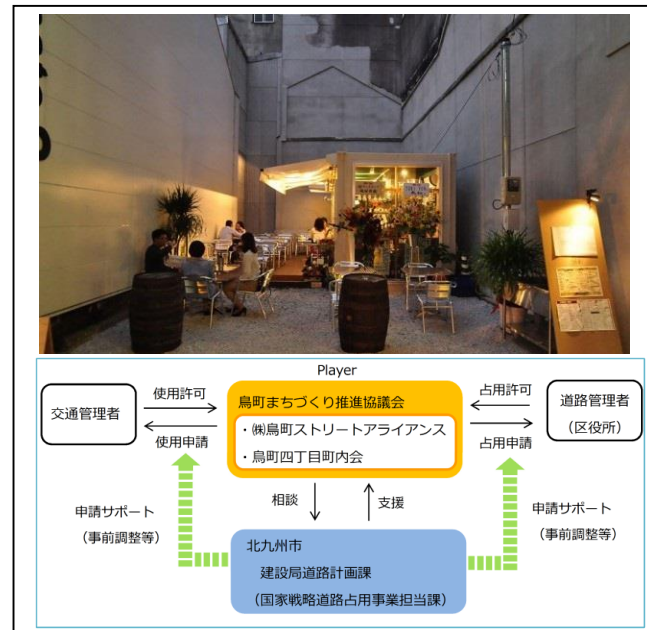 Player
交通管理者
使用許可
使用申請
鳥町まちづくり推進協議会
・㈱鳥町ストリートアライアンス
・鳥町四丁目町内会
占用許可
占用申請
道路管理者
（区役所）
相談
支援
申請サポート
（事前調整等）
北九州市
建設局道路計画課
（国家戦略道路占用事業担当課）
申請サポート
（事前調整等）